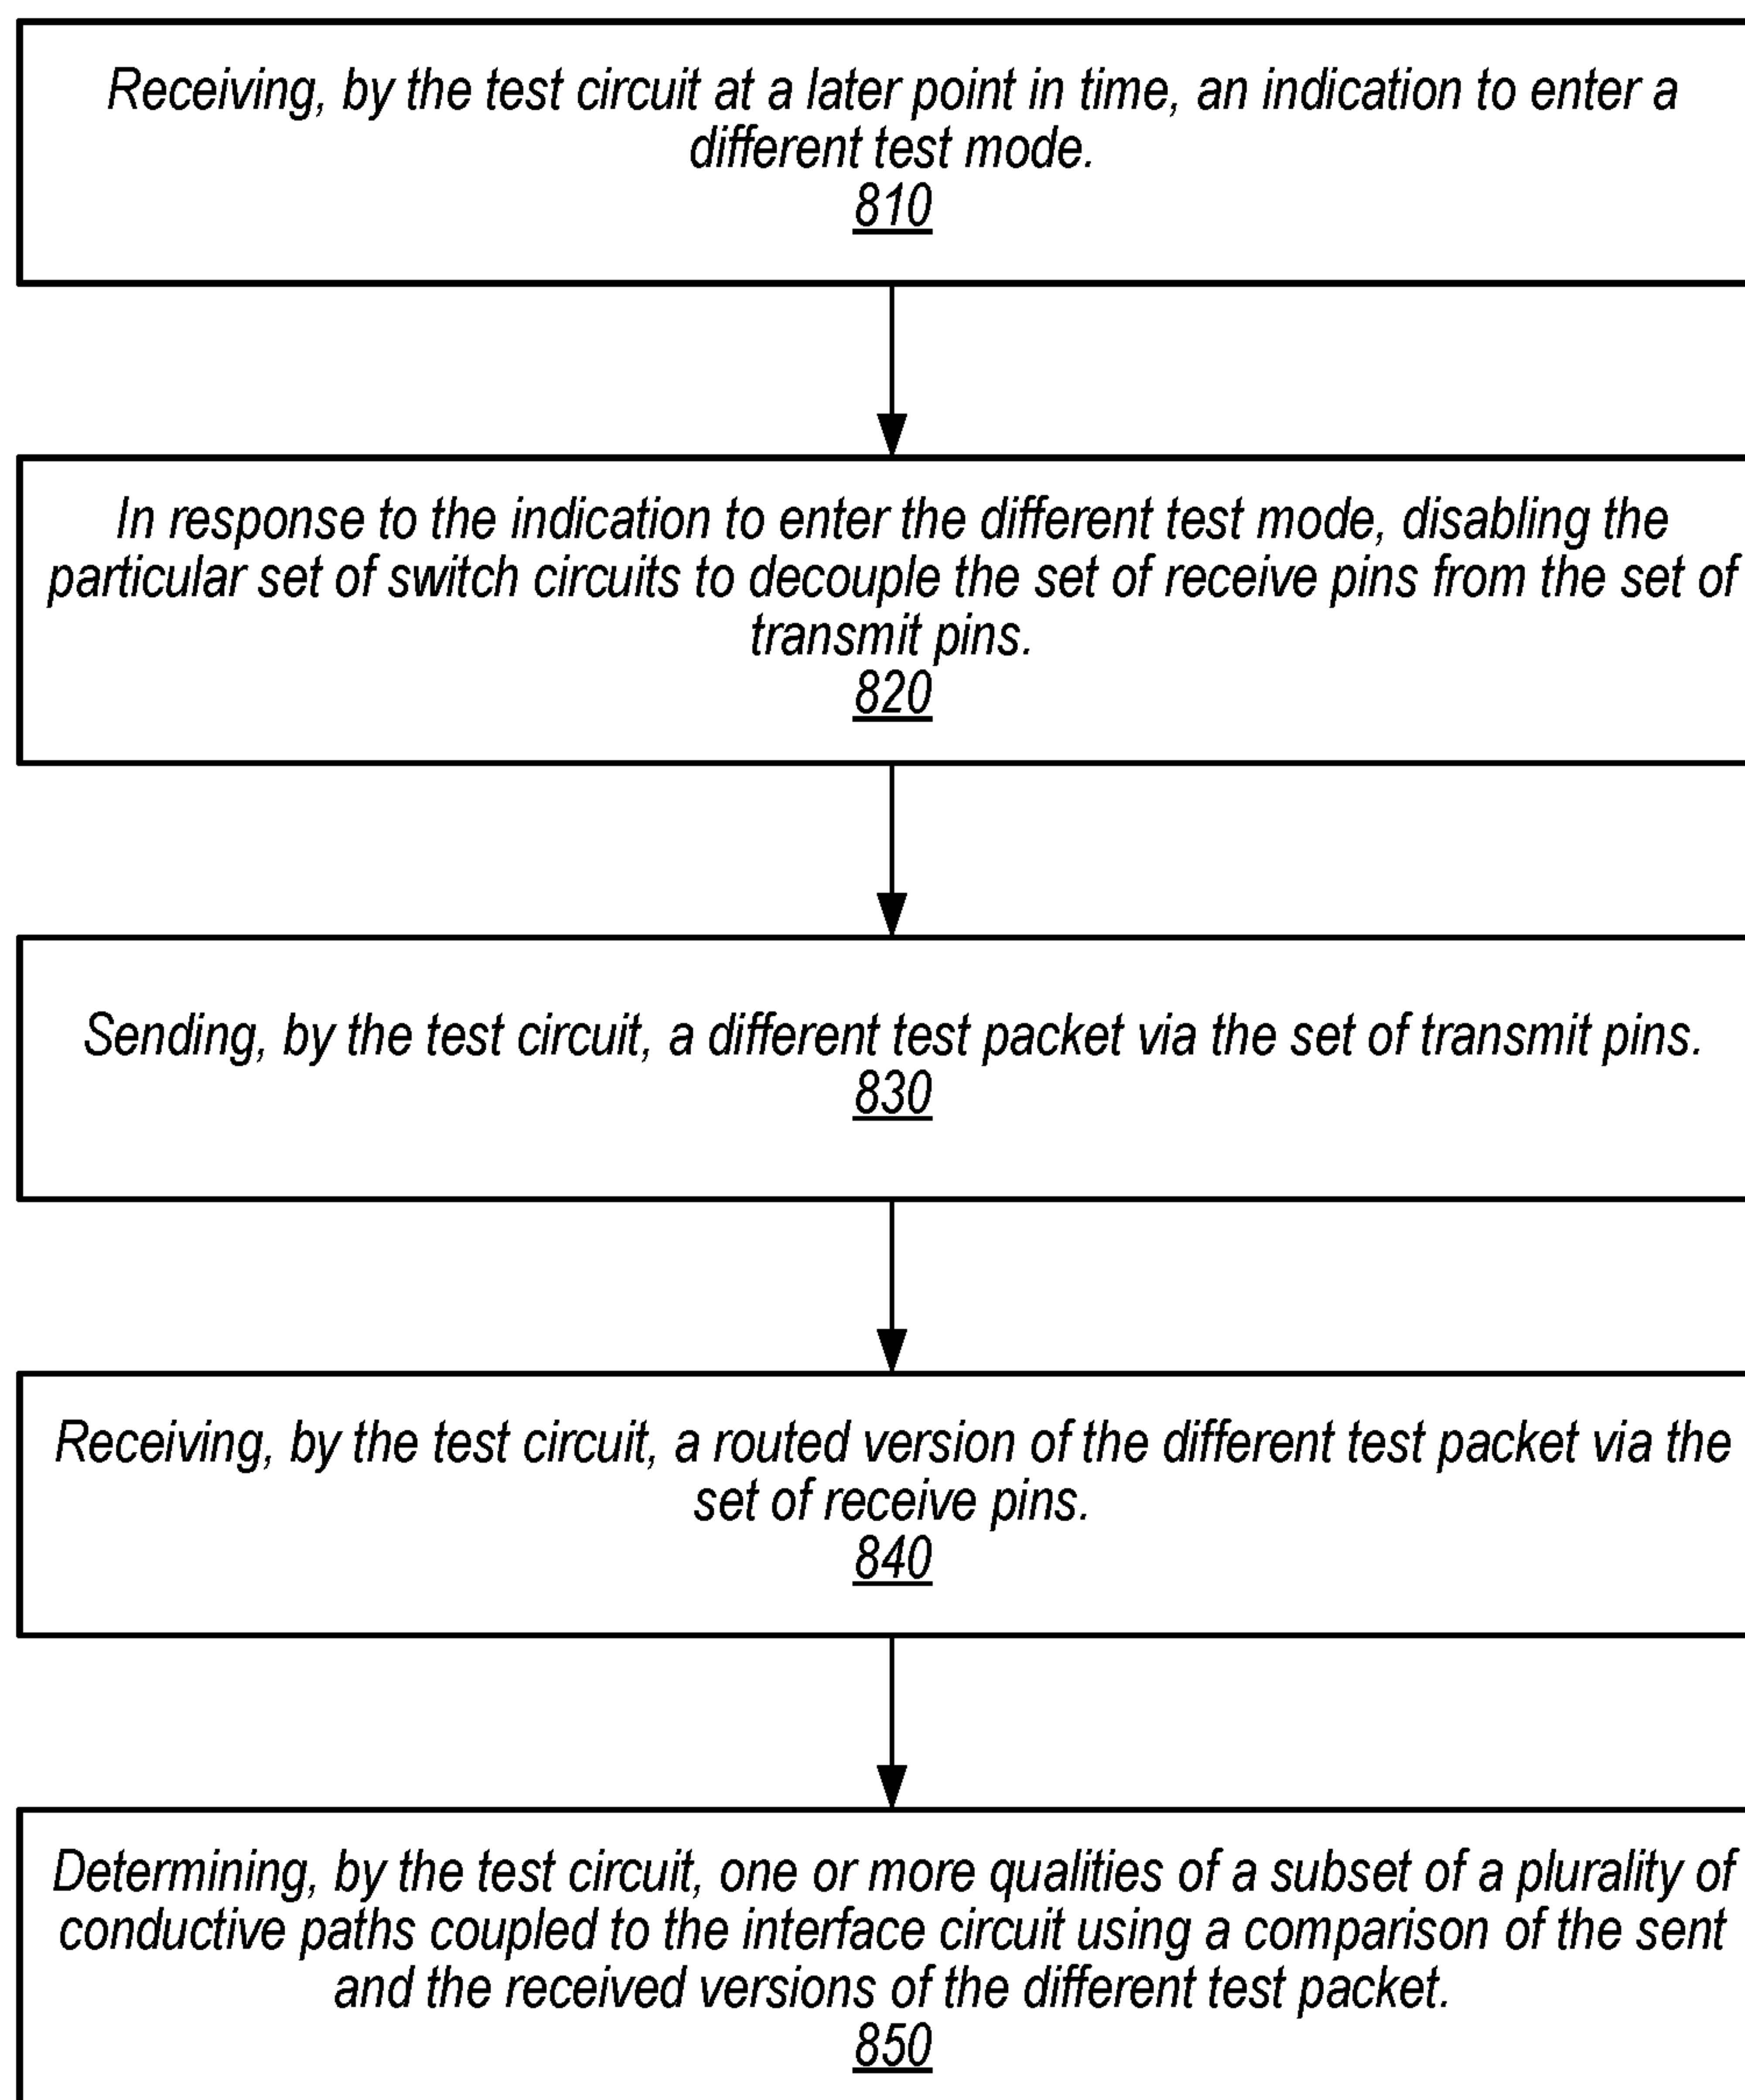 Receiving, by the test circuit at a later point in time, an indication to enter a
different test mode.
810
In response to the indication to enter the different test mode, disabling the
particular set of switch circuits to decouple the set of receive pins from the set of
transmit pins.
820
Sending, by the test circuit, a different test packet via the set of transmit pins.
830
Receiving, by the test circuit, a routed version of the different test packet via the
set of receive pins.
840
Determining, by the test circuit, one or more qualities of a subset of a plurality of
conductive paths coupled to the interface circuit using a comparison of the sent
and the received versions of the different test packet.
850